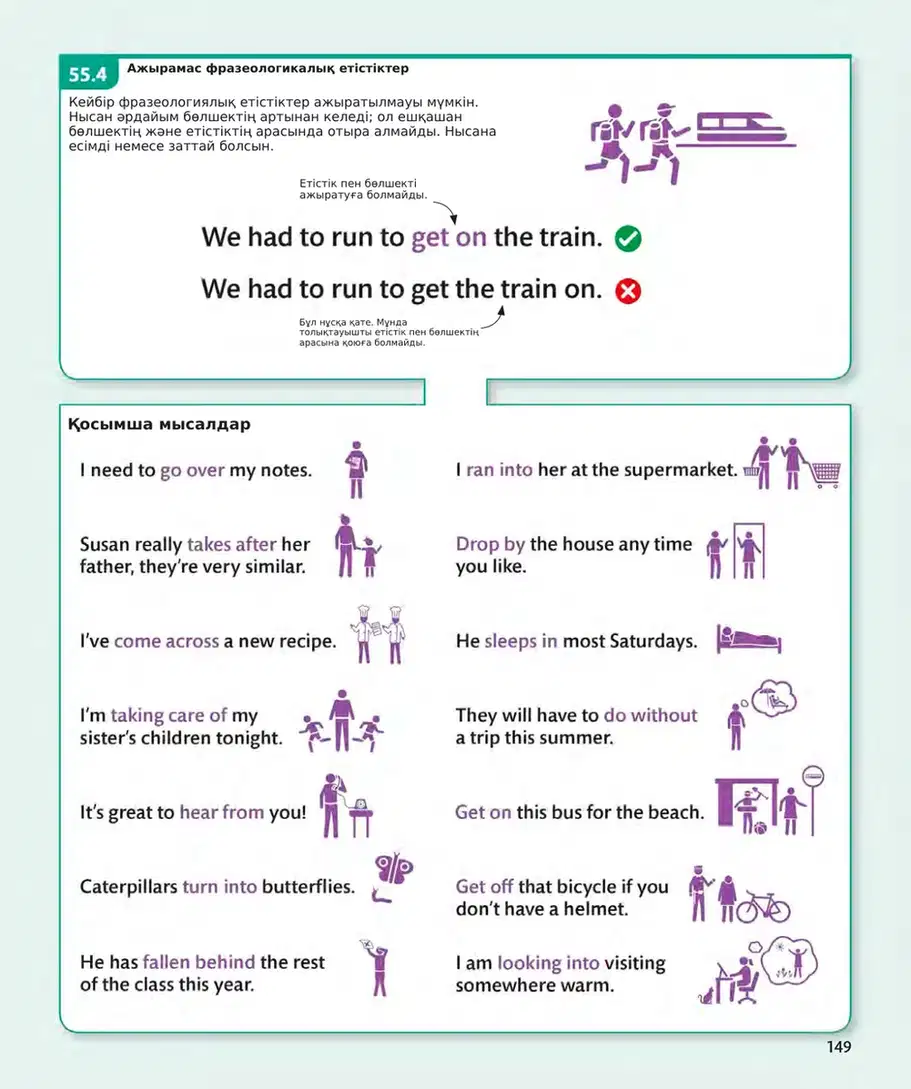 55.4 Ажырамас фразеологикалық етістіктер
Кейбір фразеологиялық етістіктер ажыратылмауы мүмкін.
Нысан әрдайым бөлшектің артынан келеді; ол ешқашан
бөлшектің және етістіктің арасында отыра алмайды. Нысана
есімді немесе заттай болсын.
Етістік пен бөлшекті
ажыратуға болмайды.
We had to run to get on the train.
We had to run to get the train on.
Бұл нұсқа қате. Мұнда
толықтауышты етістік пен бөлшектің
арасына қоюға болмайды.
Қосымша мысалдар
I need to go over my notes.
Susan really takes after her
father, they're very similar.
I've come across a new recipe.
I'm taking care of my
sister's children tonight.
It's great to hear from you!
Caterpillars turn into butterflies.
He has fallen behind the rest
of the class this year.
I ran into her at the supermarket.
Drop by the house any time
you like.
He sleeps in most Saturdays.
They will have to do without
a trip this summer.
Get on this bus for the beach.
Get off that bicycle if you
don't have a helmet.
I am looking into visiting
somewhere warm.
149